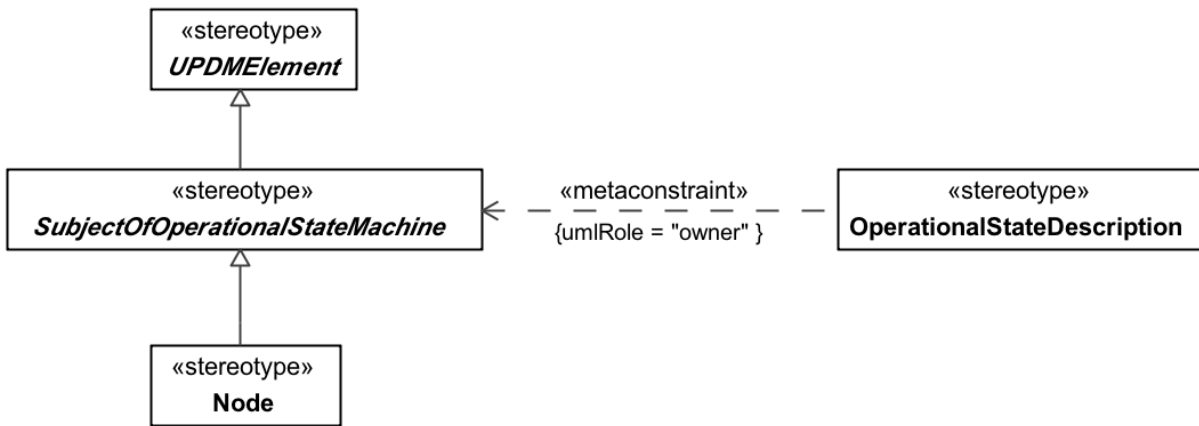 «stereotype»
UPDMElement
«stereotype»
SubjectOfOperationalStateMachine
«metaconstraint»
{umlRole = "owner" }
«stereotype»
OperationalStateDescription
«stereotype»
Node